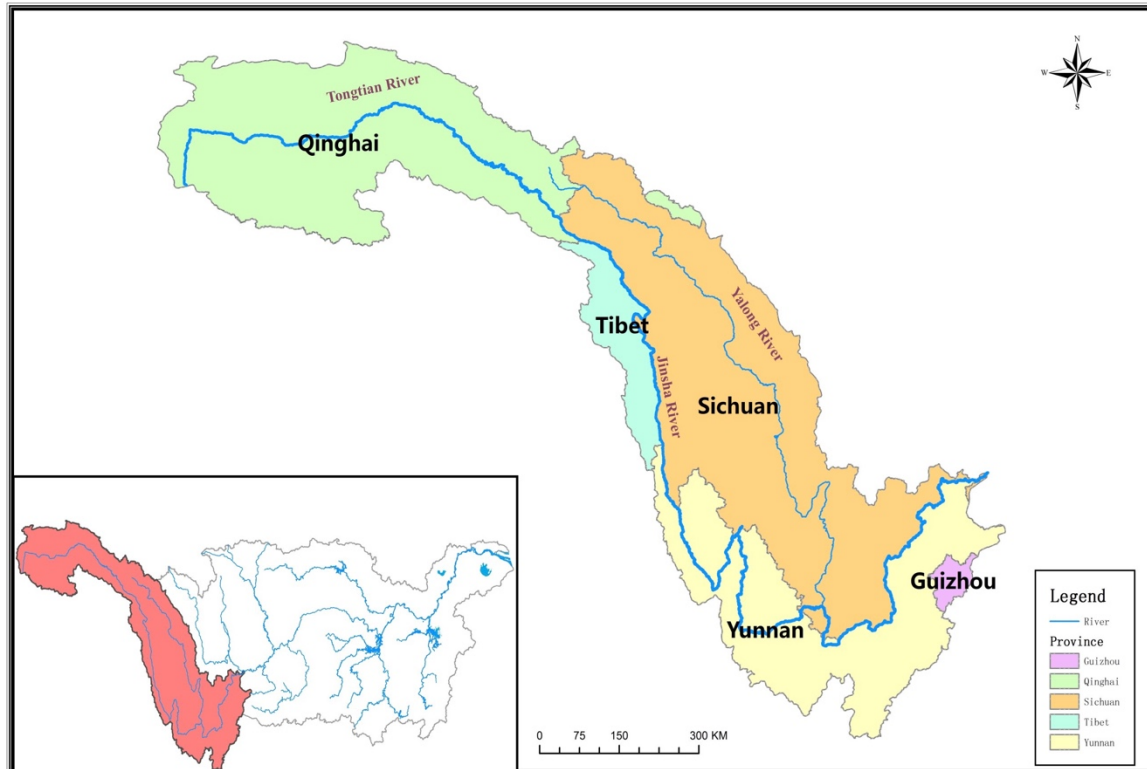 N
W
E
S
Tongtian River
Qinghai
Yalong River
Tibet
Jinsha River
Sichuan
Guizhou
Yunnan
Legend
River
Province
Guizhou
Qinghai
Sichuan
Tibet
Yunnan
0 75 150 300 KM